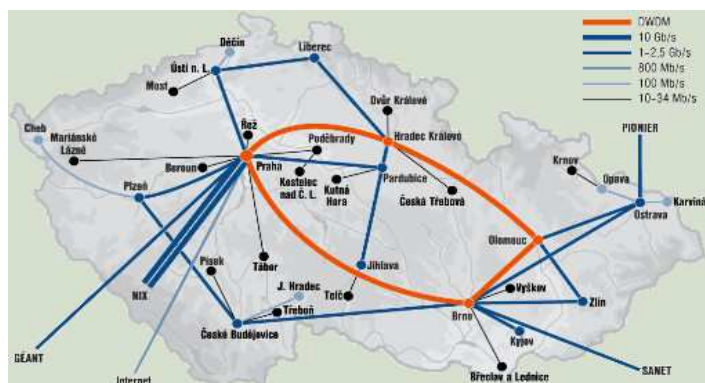 DWDM
10 Gb/s
1–2,5 Gb/s
800 Mb/s
100 Mb/s
10–34 Mb/s
Děčín
Liberec
Ústí n. L.
Most
Dvůr Králové
Cheb
Mariánské
Lázně
Řež
Poděbrady
Hradec Králové
PIONIER
Beroun
Praha
Krnov
Opava
Plzeň
Kostelec
nad Č. L.
Kutná
Hora
Pardubice
Česká Třebová
Ostrava
Karviná
Olomouc
Písek
Tábor
Jihlava
NIX
J. Hradec
Telč
Vyškov
Třeboň
Brno
Zlín
České Budějovice
Kyjov
GÉANT
Internet
Břeclav a Lednice
SANET